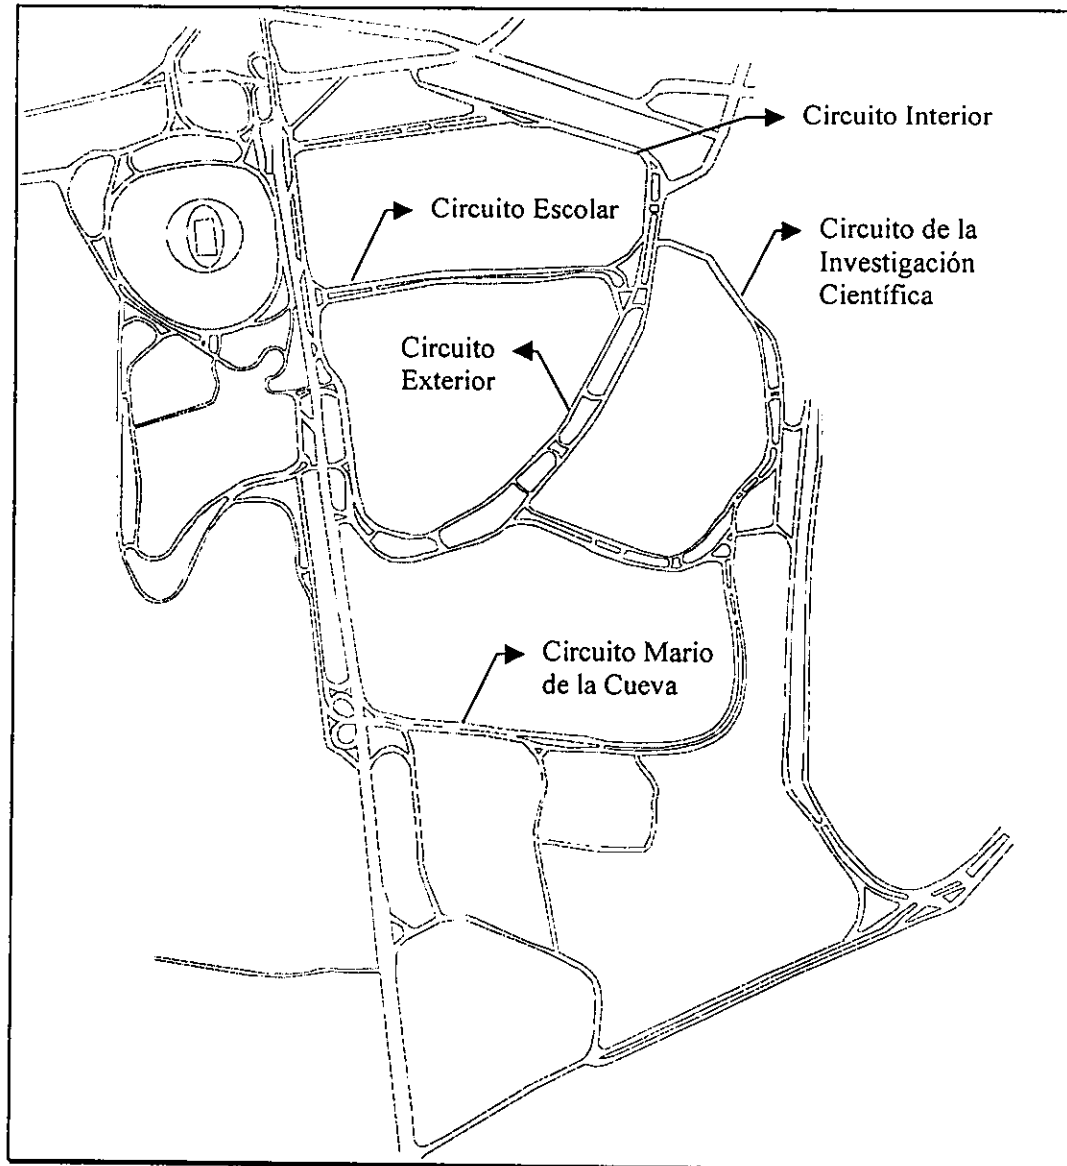 Circuito Interior
Circuito Escolar
Circuito de la
Investigación
Científica
Circuito
Exterior
Circuito Mario
de la Cueva